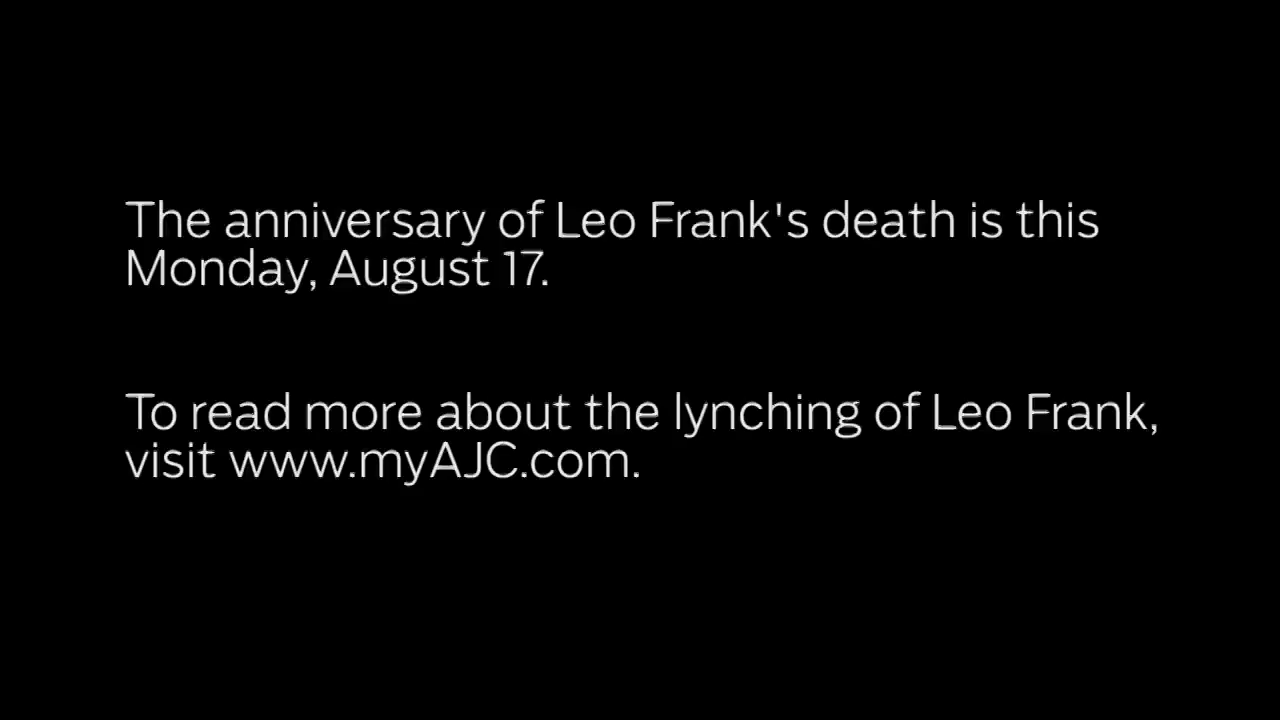 The anniversary of Leo Frank's death is this
Monday, August 17.
To read more about the lynching of Leo Frank,
visit www.myAJC.com.